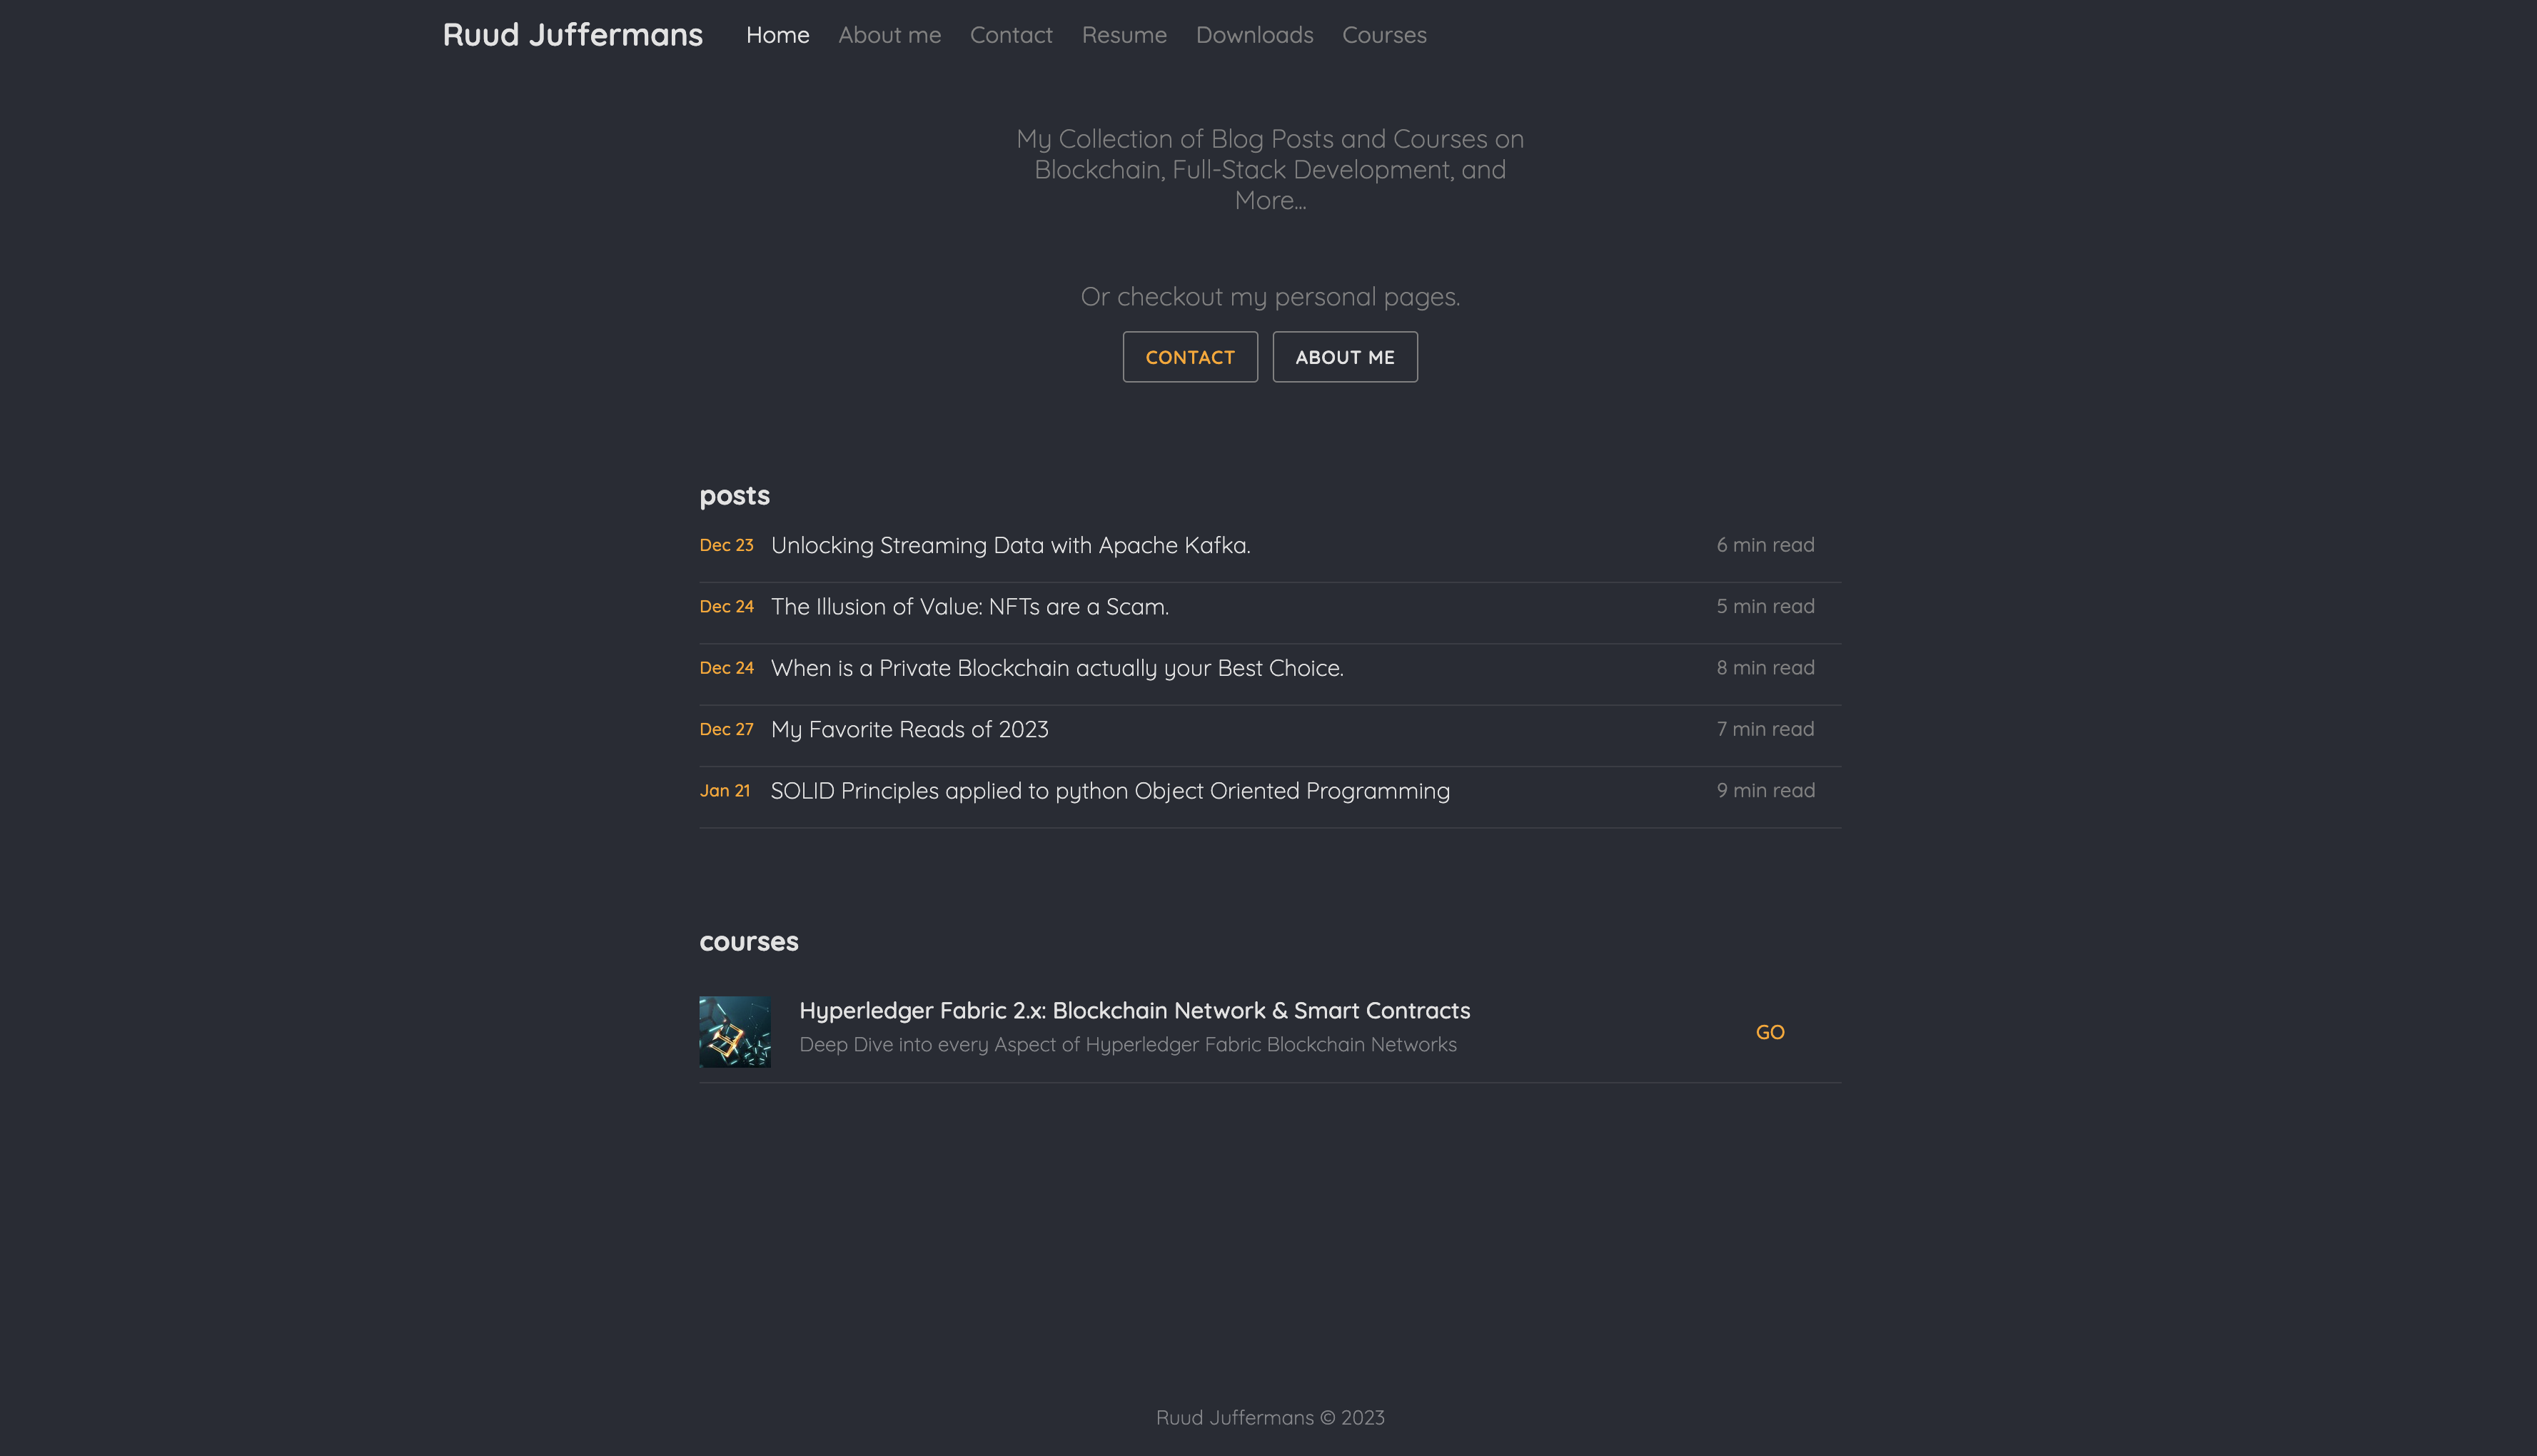 Ruud Juffermans Home About me Contact Resume Downloads Courses
My Collection of Blog Posts and Courses on
Blockchain, Full-Stack Development, and
More...
Or checkout my personal pages.
CONTACT ABOUT ME
posts
Dec 23 Unlocking Streaming Data with Apache Kafka. 6 min read
Dec 24 The Illusion of Value: NFTs are a Scam. 5 min read
Dec 24 When is a Private Blockchain actually your Best Choice. 8 min read
Dec 27 My Favorite Reads of 2023 7 min read
Jan 21 SOLID Principles applied to python Object Oriented Programming 9 min read
courses
Hyperledger Fabric 2.x: Blockchain Network & Smart Contracts
Deep Dive into every Aspect of Hyperledger Fabric Blockchain Networks
GO
Ruud Juffermans © 2023